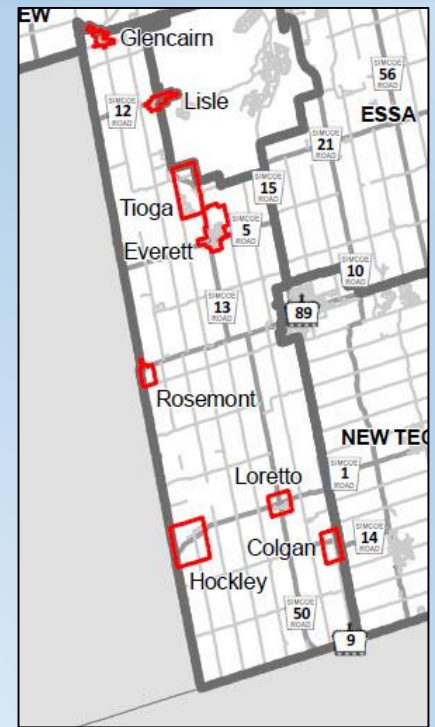 EW
Glencairn
SIMCOE
56
ROAD
SIMCOE
12
ROAD
Lisle
ESSA
SIMCOE
21
ROAD
SIMCOE
15
ROAD
Tioga
SIMCOE
5
ROAD
Everett
SIMCOE
10
ROAD
SIMCOE
13
ROAD
89
Rosemont
NEW TEC
Loretto
SIMCOE
1
ROAD
Colgan
SIMCOE
14
ROAD
Hockley
SIMCOE
50
ROAD
9